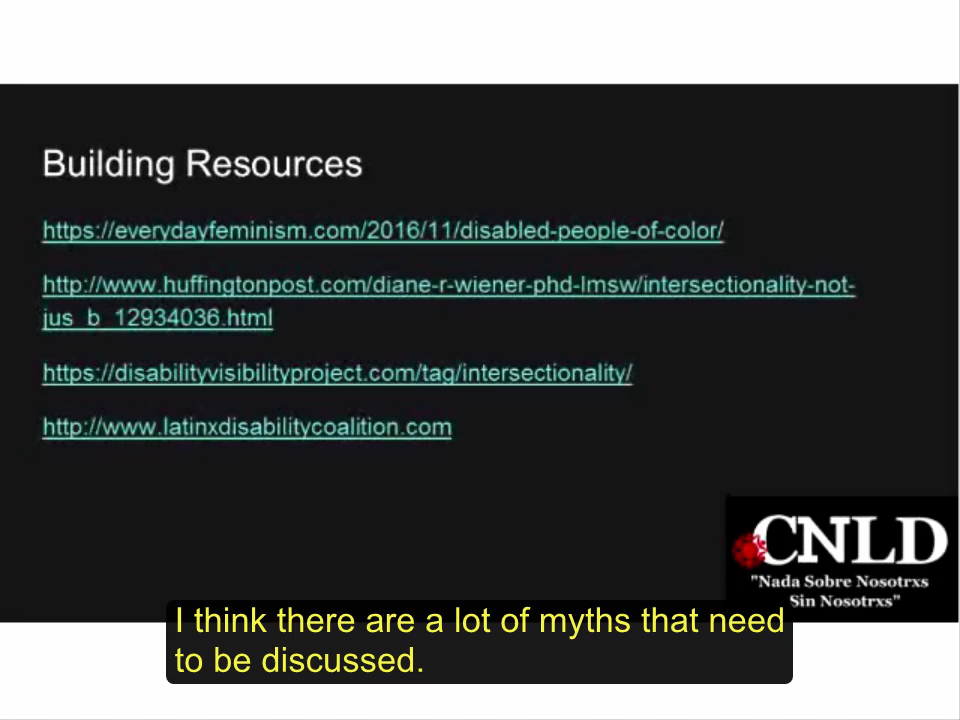 Building Resources
https://everydayfeminism.com/2016/11/disabled-people-of-color/
http://www.huffingtonpost.com/diane-r-wiener-phd-lmsw/intersectionality-not-
jus_b_12934036.html
https://disabilityvisibilityproject.com/tag/intersectionality/
http://www.latinxdisabilitycoalition.com
CNLD
"Nada Sobre Nosotrxs
Sin Nosotrxs"
I think there are a lot of myths that need
to be discussed.